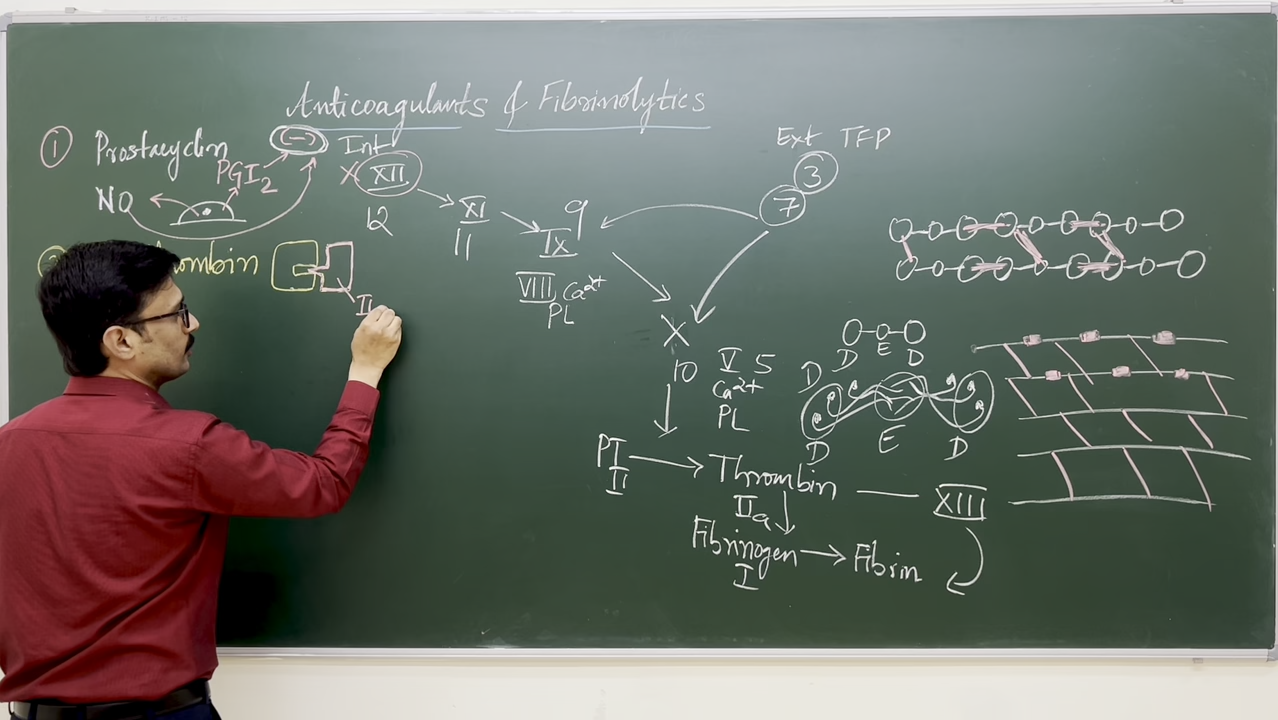 Anticoagulants & Fibrinolytics
① Prostacyclin (-)
PGI2
NO
Int
X XII
12
XI
11
9
IX
VIII Ca2+
PL
Ext TFP
3
7
X
10
V 5
Ca2+
PL
PT
II
Thrombin
IIa
XIII
Fibrinogen
I
Fibrin
D E D
D
D E D
II